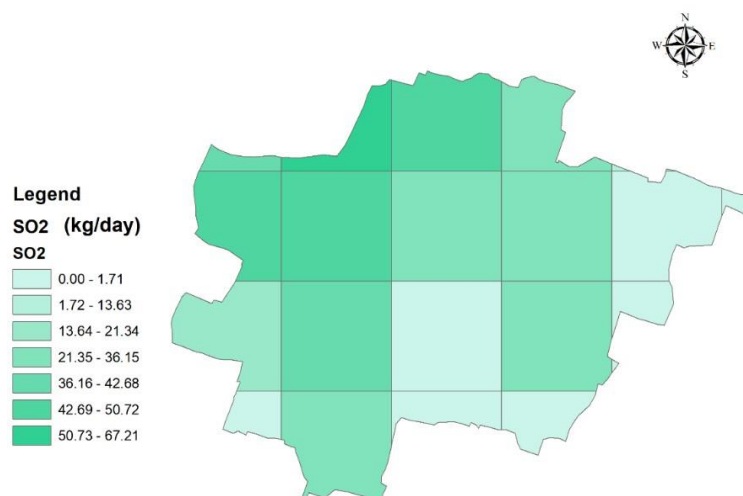 N
W E
S
Legend
SO2 (kg/day)
SO2
0.00 - 1.71
1.72 - 13.63
13.64 - 21.34
21.35 - 36.15
36.16 - 42.68
42.69 - 50.72
50.73 - 67.21